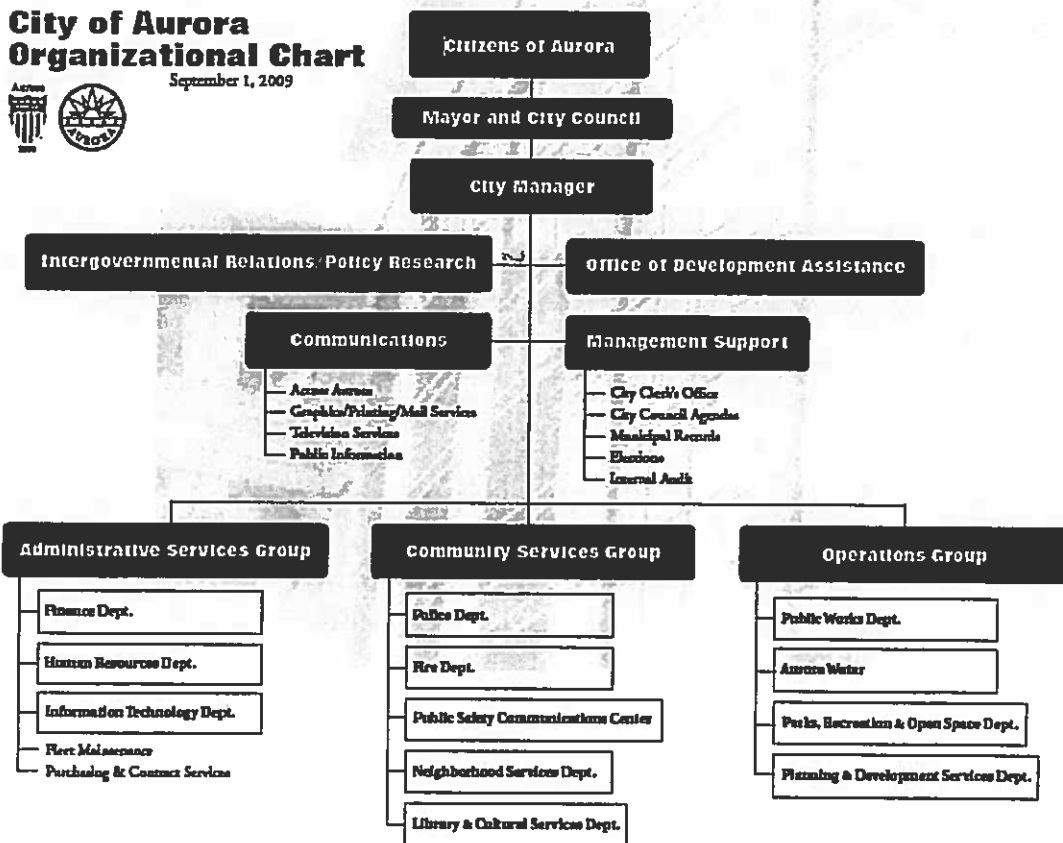 City of Aurora
Organizational Chart
September 1, 2009
Aurora
AURORA
Citizens of Aurora
Mayor and City Council
City Manager
Intergovernmental Relations/Policy Research
Office of Development Assistance
Communications
Access Aurora
Graphics/Printing/Mail Services
Television Services
Public Information
Management Support
City Clerk's Office
City Council Agendas
Municipal Records
Elections
Internal Audit
Administrative Services Group
Finance Dept.
Human Resources Dept.
Information Technology Dept.
Fleet Maintenance
Purchasing & Contract Services
Community Services Group
Police Dept.
Fire Dept.
Public Safety Communications Center
Neighborhood Services Dept.
Library & Cultural Services Dept.
Operations Group
Public Works Dept.
Aurora Water
Parks, Recreation & Open Space Dept.
Planning & Development Services Dept.